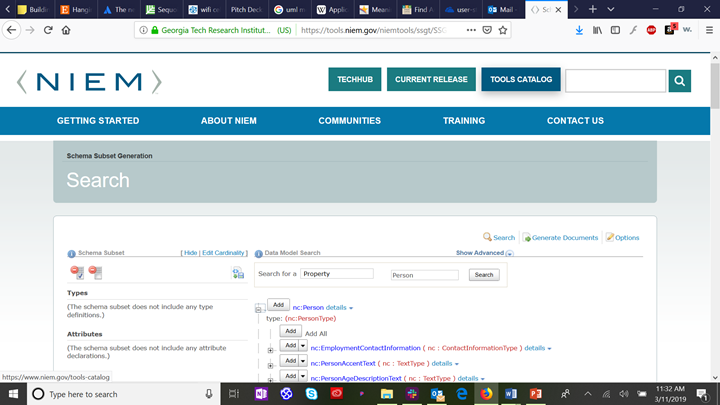 Building
Hangi
The ne
Sequo
wifi ce
Pitch Deck
uml m
Applic
Meani
Find A
user-in
Mail -
Scl
Georgia Tech Research Institut... (US)
https://tools.niem.gov/niemtools/ssgt/SSG
NIEM
TECHHUB
CURRENT RELEASE
TOOLS CATALOG
GETTING STARTED
ABOUT NIEM
COMMUNITIES
TRAINING
CONTACT US
Schema Subset Generation
Search
Search
Generate Documents
Options
Schema Subset
[ Hide | Edit Cardinality ]
Data Model Search
Show Advanced
Search for a
Property
Person
Search
Types
(The schema subset does not include any type
definitions.)
Attributes
(The schema subset does not include any attribute
declarations.)
Add
nc:Person details
type: (nc:PersonType)
Add
Add All
Add
nc:EmploymentContactInformation ( nc : ContactInformationType ) details
Add
nc:PersonAccentText ( nc : TextType ) details
Add
nc:PersonAgeDescriptionText ( nc : TextType ) details
https://www.niem.gov/tools-catalog
Type here to search
11:32 AM
3/11/2019